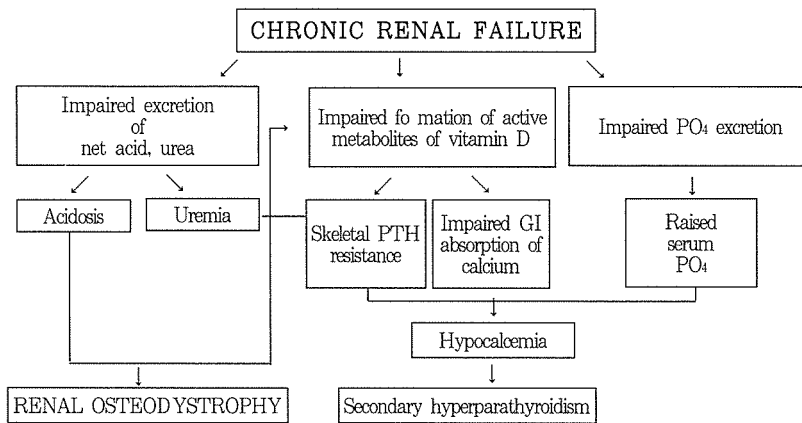 CHRONIC RENAL FAILURE
Impaired excretion
of
net acid, urea
Impaired fo mation of active
metabolites of vitamin D
Impaired PO₄ excretion
Acidosis
Uremia
Skeletal PTH
resistance
Impaired GI
absorption of
calcium
Raised
serum
PO₄
Hypocalcemia
RENAL OSTEODYSTROPHY
Secondary hyperparathyroidism